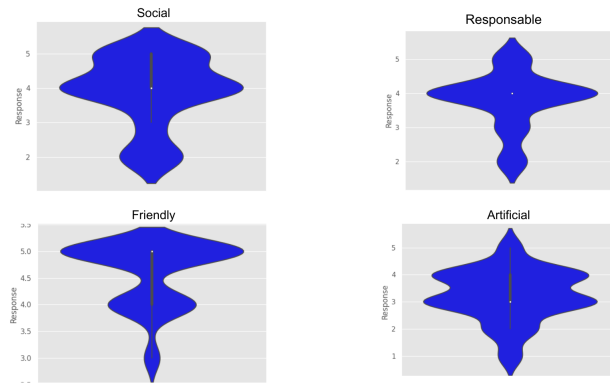 Social
Response
5
4
3
2
Responsable
Response
5
4
3
2
Friendly
Response
5.5
5.0
4.5
4.0
3.5
3.0
Artificial
Response
5
4
3
2
1